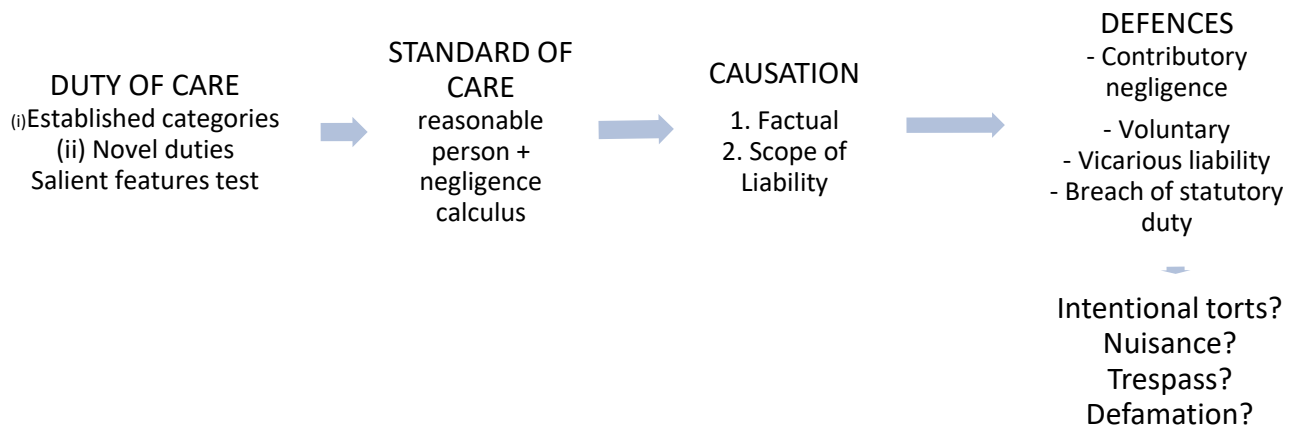 DUTY OF CARE
(i)Established categories
(ii) Novel duties
Salient features test
STANDARD OF
CARE
reasonable
person +
negligence
calculus
CAUSATION
1. Factual
2. Scope of
Liability
DEFENCES
- Contributory
negligence
- Voluntary
- Vicarious liability
- Breach of statutory
duty
Intentional torts?
Nuisance?
Trespass?
Defamation?